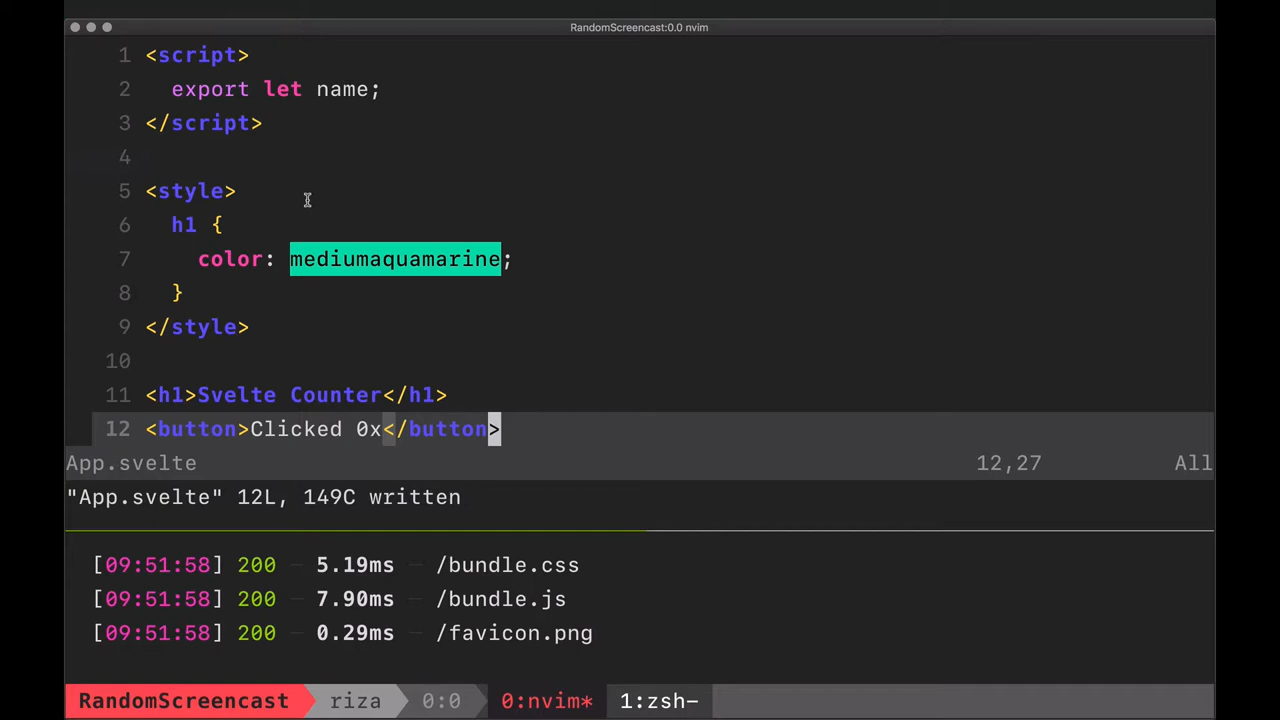 RandomScreencast:0.0 nvim
1 <script>
2 export let name;
3 </script>
4
5 <style>
6 h1 {
7 color: mediumaquamarine;
8 }
9 </style>
10
11 <h1>Svelte Counter</h1>
12 <button>Clicked 0x</button>
App.svelte 12,27 All
"App.svelte" 12L, 149C written
[09:51:58] 200 — 5.19ms — /bundle.css
[09:51:58] 200 — 7.90ms — /bundle.js
[09:51:58] 200 — 0.29ms — /favicon.png
RandomScreencast riza 0:0 0:nvim* 1:zsh-